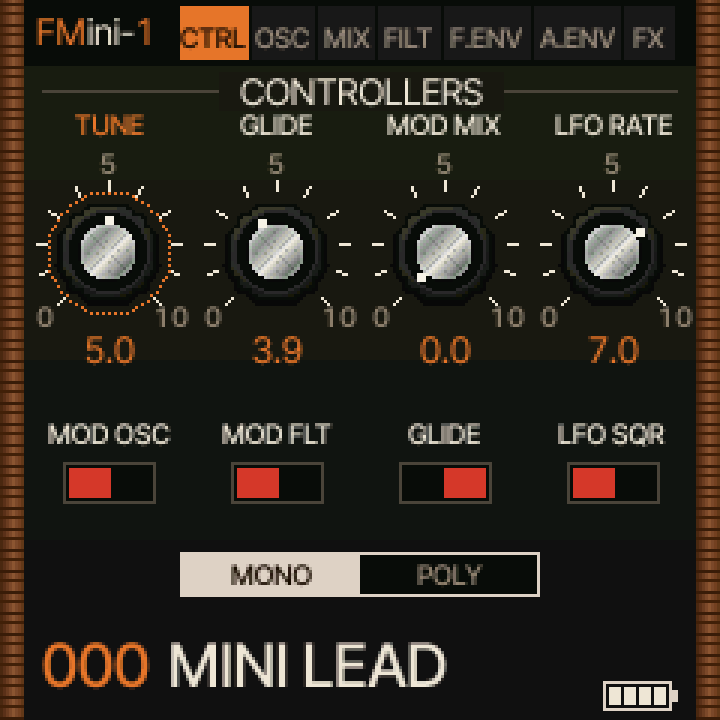 FMini-1 CTRL OSC MIX FILT F.ENV A.ENV FX
CONTROLLERS
TUNE GLIDE MOD MIX LFO RATE
5 5 5 5
0 10 0 10 0 10 0 10
5.0 3.9 0.0 7.0
MOD OSC MOD FLT GLIDE LFO SQR
MONO POLY
000 MINI LEAD